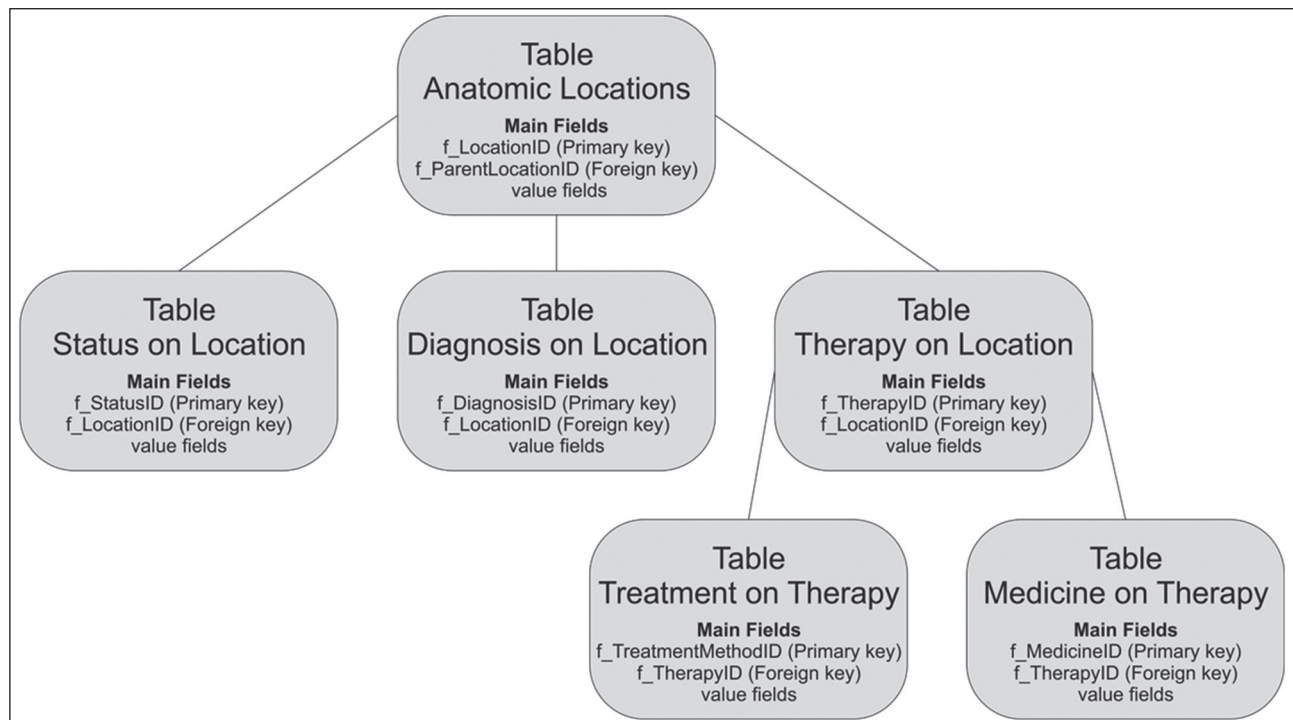 Table
Anatomic Locations
Main Fields
f_LocationID (Primary key)
f_ParentLocationID (Foreign key)
value fields
Table
Status on Location
Main Fields
f_StatusID (Primary key)
f_LocationID (Foreign key)
value fields
Table
Diagnosis on Location
Main Fields
f_DiagnosisID (Primary key)
f_LocationID (Foreign key)
value fields
Table
Therapy on Location
Main Fields
f_TherapyID (Primary key)
f_LocationID (Foreign key)
value fields
Table
Treatment on Therapy
Main Fields
f_TreatmentMethodID (Primary key)
f_TherapyID (Foreign key)
value fields
Table
Medicine on Therapy
Main Fields
f_MedicineID (Primary key)
f_TherapyID (Foreign key)
value fields